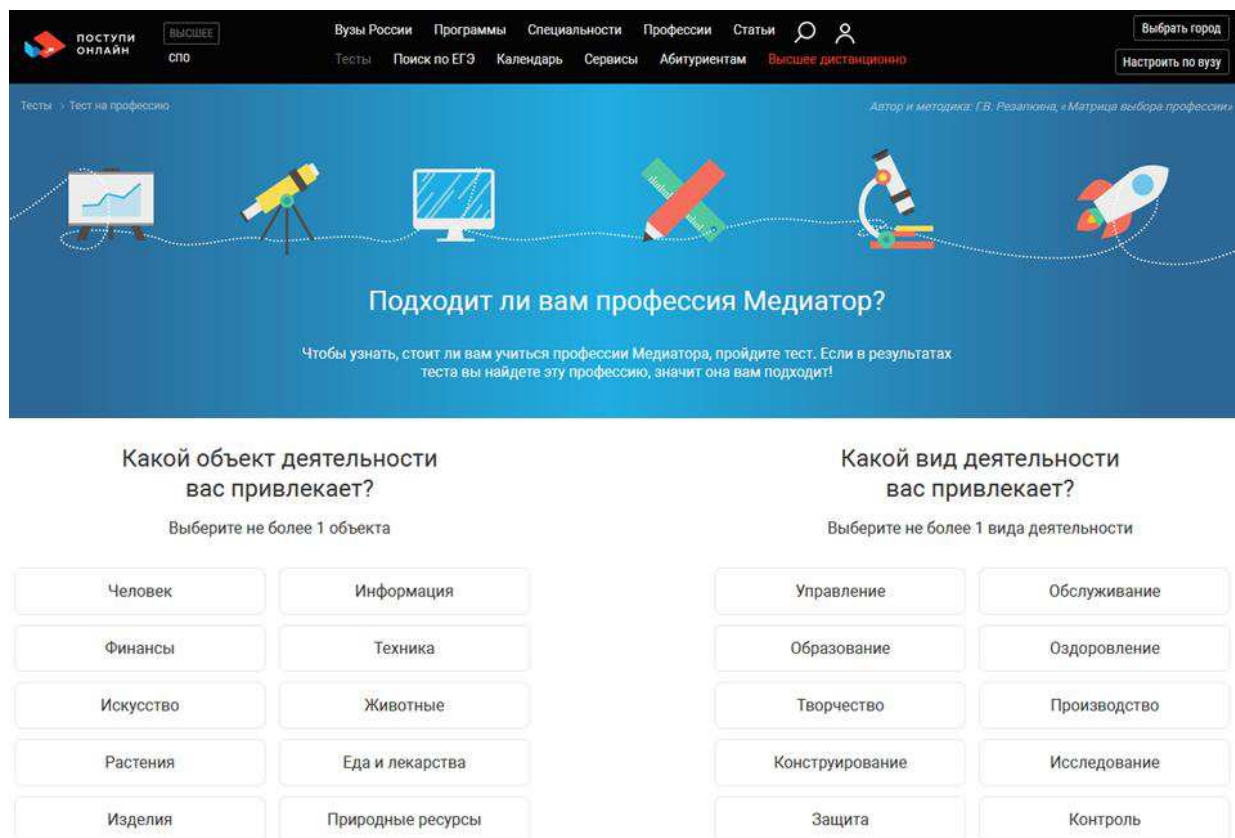 ПОСТУПИ
ОНЛАЙН
ВЫСШЕЕ
СПО
Вузы России Программы Специальности Профессии Статьи
Тесты Поиск по ЕГЭ Календарь Сервисы Абитуриентам Высшее дистанционно
Выбрать город
Настроить по вузу
Тесты > Тест на профессию
Автор и методика: Г.В. Резапкина, «Матрица выбора профессии»
Подходит ли вам профессия Медиатор?
Чтобы узнать, стоит ли вам учиться профессии Медиатора, пройдите тест. Если в результатах
теста вы найдете эту профессию, значит она вам подходит!
Какой объект деятельности
вас привлекает?
Выберите не более 1 объекта
Человек Информация
Финансы Техника
Искусство Животные
Растения Еда и лекарства
Изделия Природные ресурсы
Какой вид деятельности
вас привлекает?
Выберите не более 1 вида деятельности
Управление Обслуживание
Образование Оздоровление
Творчество Производство
Конструирование Исследование
Защита Контроль